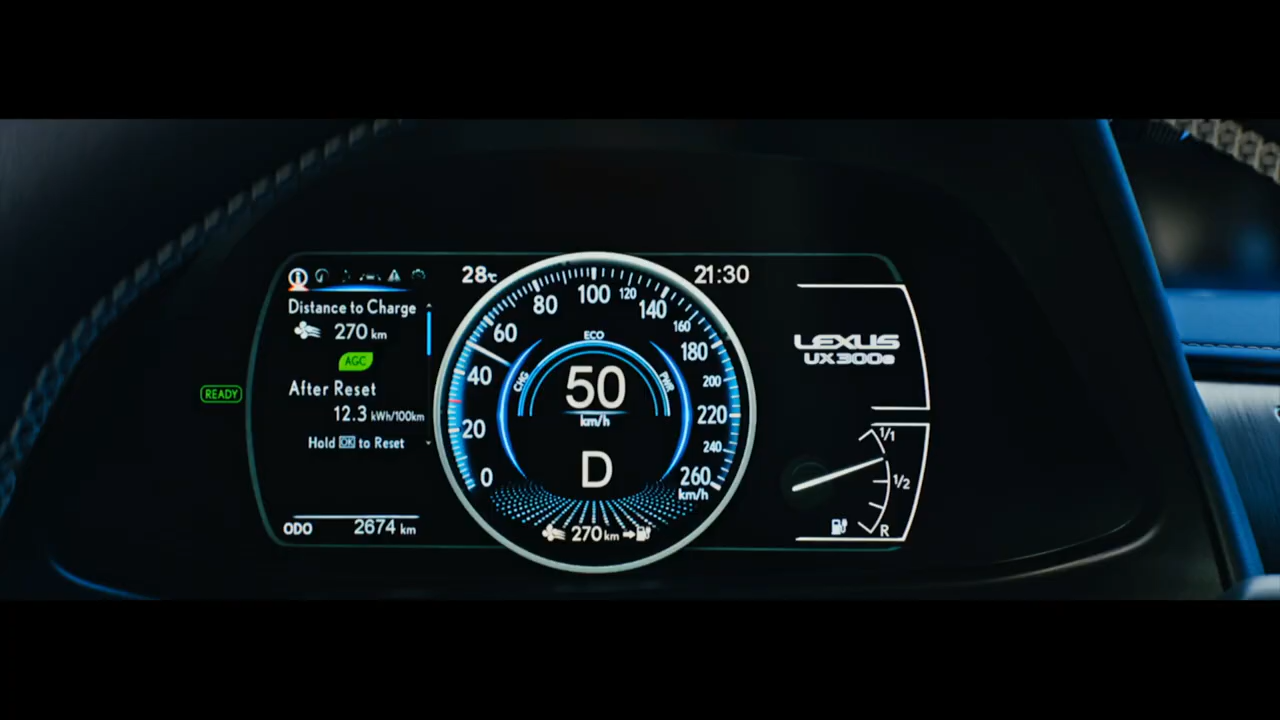 28℃
21:30
Distance to Charge
270 km
AGC
READY
After Reset
12.3 kWh/100km
Hold OK to Reset
ODO 2674 km
0
20
40
60
80
100
120
140
160
180
200
220
240
260
km/h
CHG
ECO
PWR
50
km/h
D
270 km
LEXUS
UX300e
1/1
1/2
R